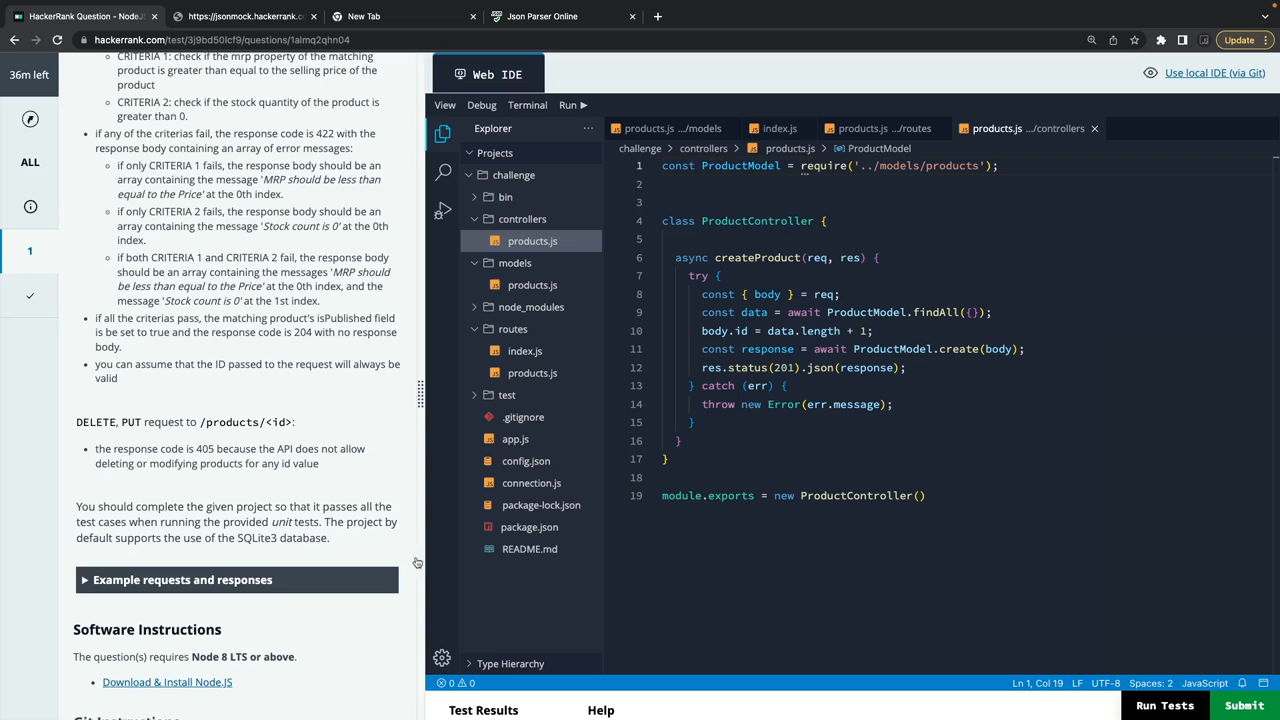 HackerRank Question - NodeJ
https://jsonmock.hackerrank.c
New Tab
Json Parser Online
hackerrank.com/test/3j9bd50lcf9/questions/1almq2qhn04
Update
36m left
ALL
1
CRITERIA 1: check if the mrp property of the matching
product is greater than equal to the selling price of the
product
CRITERIA 2: check if the stock quantity of the product is
greater than 0.
if any of the criterias fail, the response code is 422 with the
response body containing an array of error messages:
if only CRITERIA 1 fails, the response body should be an
array containing the message 'MRP should be less than
equal to the Price' at the 0th index.
if only CRITERIA 2 fails, the response body should be an
array containing the message 'Stock count is 0' at the 0th
index.
if both CRITERIA 1 and CRITERIA 2 fail, the response body
should be an array containing the messages 'MRP should
be less than equal to the Price' at the 0th index, and the
message 'Stock count is 0' at the 1st index.
if all the criterias pass, the matching product's isPublished field
is be set to true and the response code is 204 with no response
body.
you can assume that the ID passed to the request will always be
valid
DELETE, PUT request to /products/<id>:
the response code is 405 because the API does not allow
deleting or modifying products for any id value
You should complete the given project so that it passes all the
test cases when running the provided unit tests. The project by
default supports the use of the SQLite3 database.
Example requests and responses
Software Instructions
The question(s) requires Node 8 LTS or above.
Download & Install Node.JS
Web IDE
Use local IDE (via Git)
View Debug Terminal Run
Explorer
Projects
challenge
bin
controllers
products.js
models
products.js
node_modules
routes
index.js
products.js
test
.gitignore
app.js
config.json
connection.js
package-lock.json
package.json
README.md
Type Hierarchy
products.js .../models
index.js
products.js .../routes
products.js .../controllers
challenge controllers products.js ProductModel
1 const ProductModel = require('../models/products');
2
3
4 class ProductController {
5
6 async createProduct(req, res) {
7 try {
8 const { body } = req;
9 const data = await ProductModel.findAll({});
10 body.id = data.length + 1;
11 const response = await ProductModel.create(body);
12 res.status(201).json(response);
13 } catch (err) {
14 throw new Error(err.message);
15 }
16 }
17 }
18
19 module.exports = new ProductController()
0 0
Ln 1, Col 19 LF UTF-8 Spaces: 2 JavaScript
Test Results Help
Run Tests
Submit